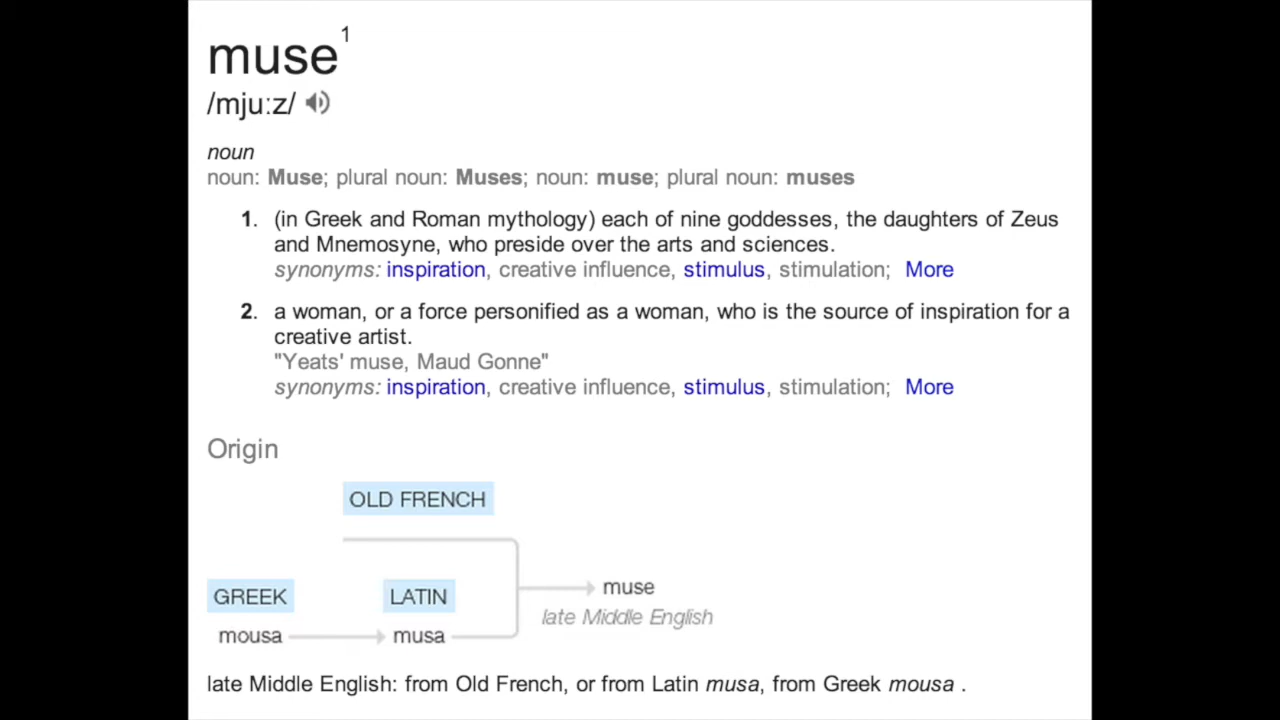 muse¹
/mjuːz/
noun
noun: Muse; plural noun: Muses; noun: muse; plural noun: muses
1. (in Greek and Roman mythology) each of nine goddesses, the daughters of Zeus
and Mnemosyne, who preside over the arts and sciences.
synonyms: inspiration, creative influence, stimulus, stimulation; More
2. a woman, or a force personified as a woman, who is the source of inspiration for a
creative artist.
"Yeats' muse, Maud Gonne"
synonyms: inspiration, creative influence, stimulus, stimulation; More
Origin
OLD FRENCH
GREEK
LATIN
muse
late Middle English
mousa
musa
late Middle English: from Old French, or from Latin musa, from Greek mousa .